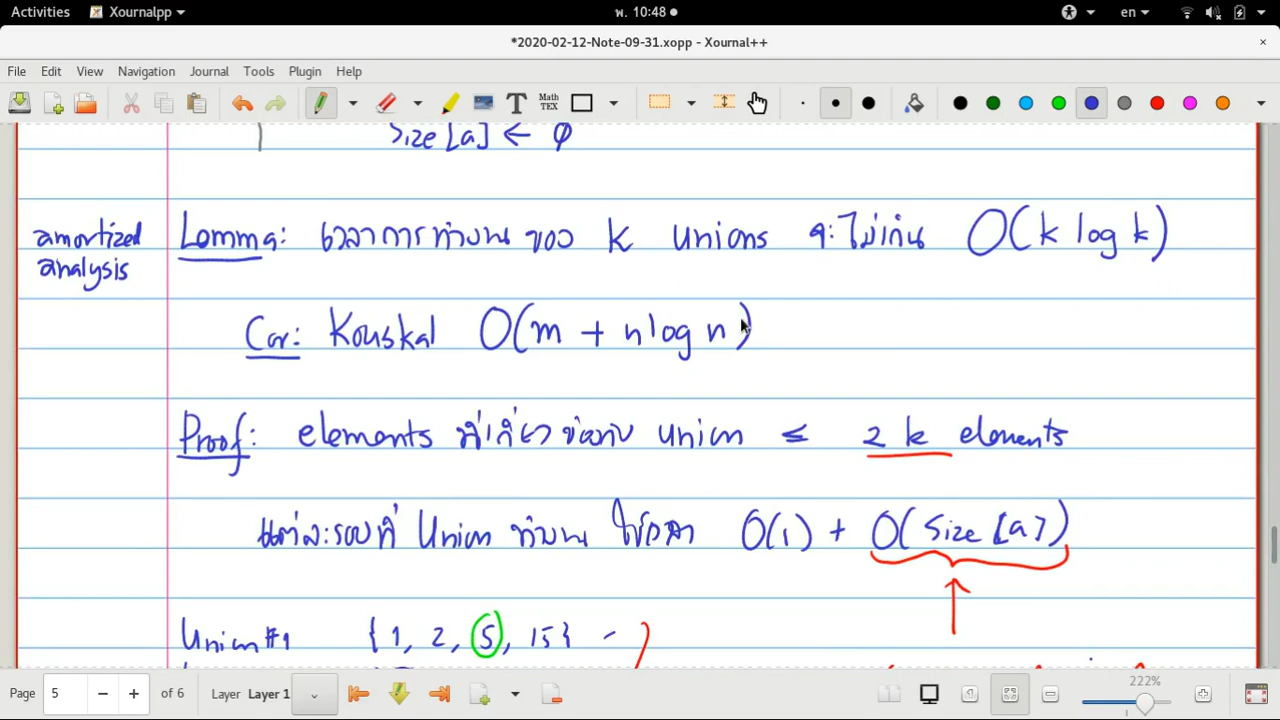 Activities Xournalpp พ. 10:48 en
*2020-02-12-Note-09-31.xopp - Xournal++
File Edit View Navigation Journal Tools Plugin Help
Size [a] ← φ
amortized analysis
Lemma: เวลาการทำงาน ของ k unions จะไม่เกิน O(k log k)
Cor: Kruskal O(m + n log n)
Proof: elements ที่เกี่ยวข้องกับ union ≤ 2 k elements
แต่ละรอบที่ Union ทำงาน ใช้เวลา O(1) + O(size [a])
Union #1 {1, 2, 5, 15}
Page 5 of 6 Layer Layer 1 222%